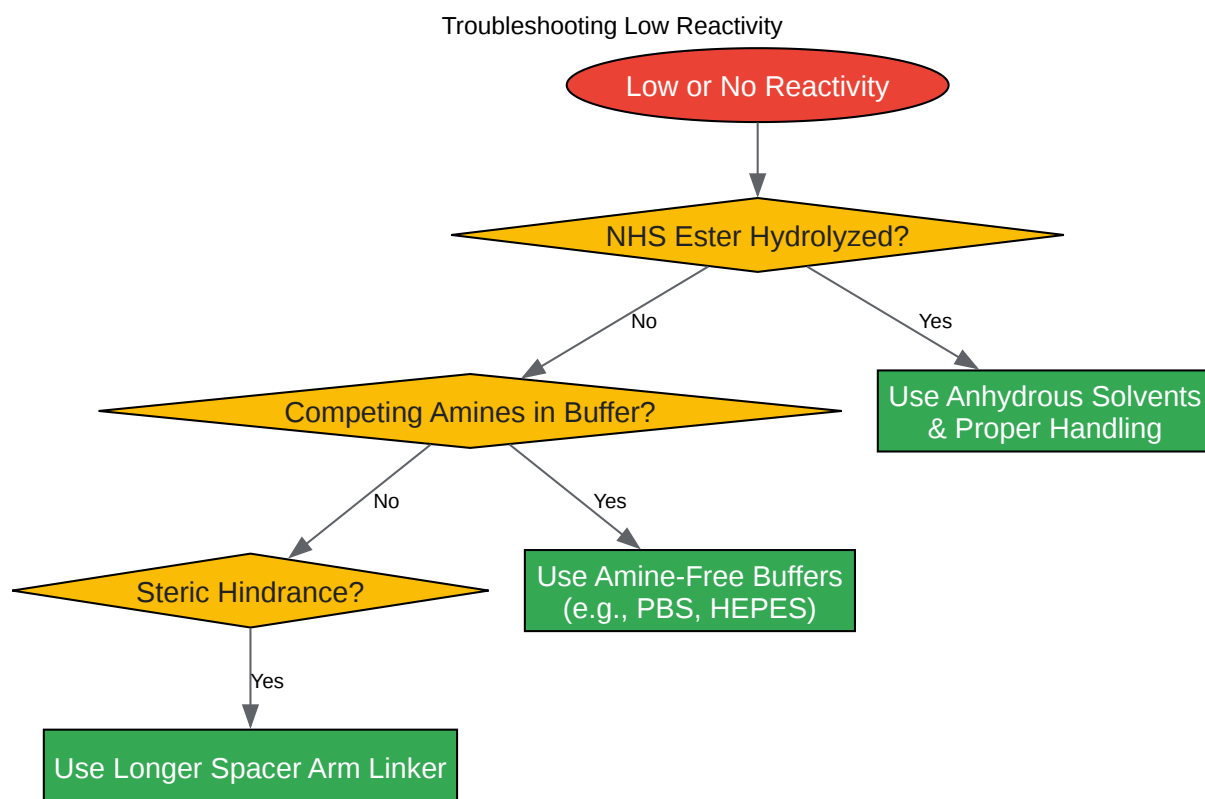 Troubleshooting Low Reactivity
Low or No Reactivity
NHS Ester Hydrolyzed?
No
Yes
Competing Amines in Buffer?
Use Anhydrous Solvents
& Proper Handling
No
Yes
Steric Hindrance?
Use Amine-Free Buffers
(e.g., PBS, HEPES)
Yes
Use Longer Spacer Arm Linker